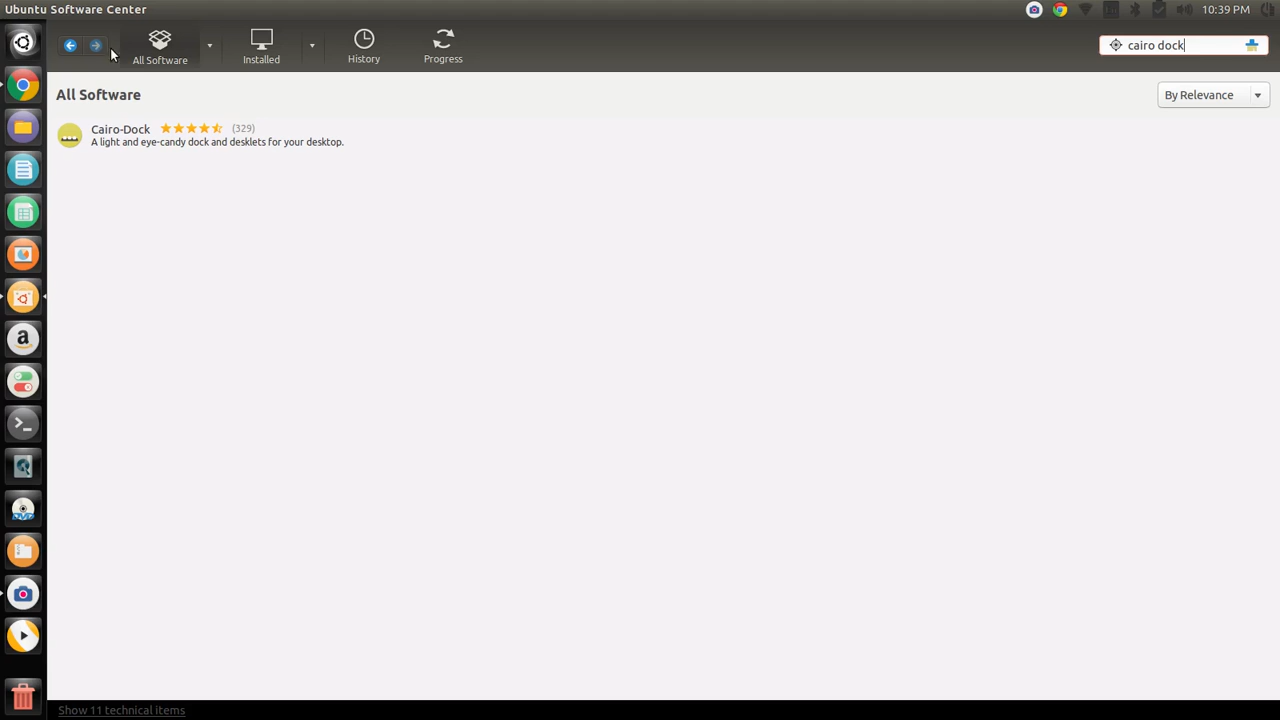 Ubuntu Software Center
10:39 PM
All Software
Installed
History
Progress
cairo dock
All Software
By Relevance
Cairo-Dock (329)
A light and eye-candy dock and desklets for your desktop.
Show 11 technical items